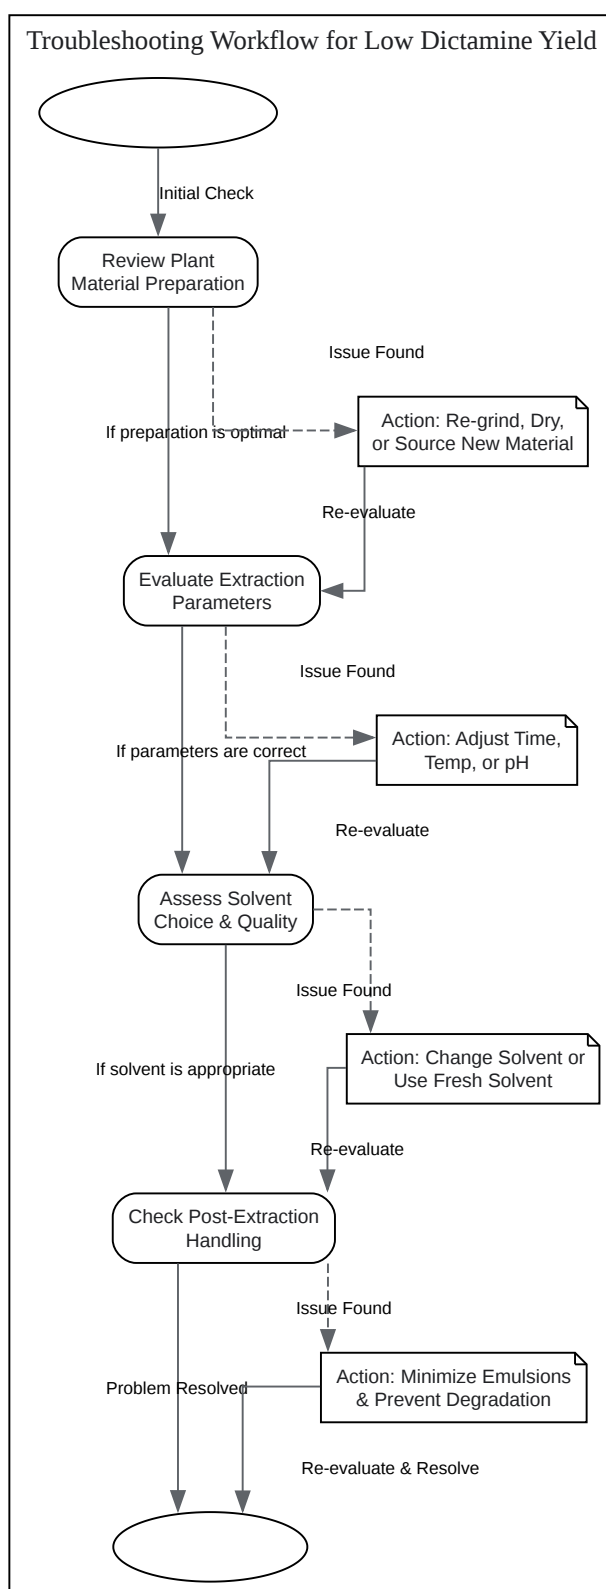 Troubleshooting Workflow for Low Dictamine Yield
Initial Check
Review Plant
Material Preparation
Issue Found
Action: Re-grind, Dry,
or Source New Material
If preparation is optimal
Re-evaluate
Evaluate Extraction
Parameters
Issue Found
Action: Adjust Time,
Temp, or pH
If parameters are correct
Re-evaluate
Assess Solvent
Choice & Quality
Issue Found
Action: Change Solvent or
Use Fresh Solvent
If solvent is appropriate
Re-evaluate
Check Post-Extraction
Handling
Issue Found
Action: Minimize Emulsions
& Prevent Degradation
Problem Resolved
Re-evaluate & Resolve